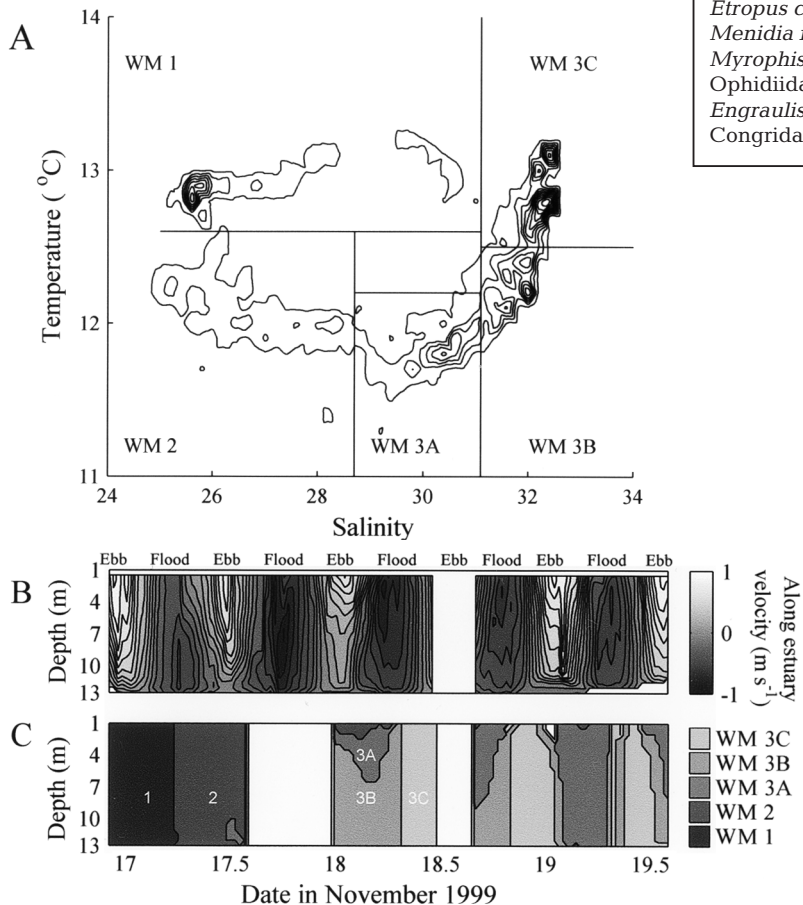 Etropus
Menidia
Myrophis
Engraulis
A
14
13
12
11
Temperature ( °C)
WM 1
WM 3C
WM 2
WM 3A
WM 3B
24
26
28
30
32
34
Salinity
Ebb Flood Ebb Flood Ebb Flood Ebb Flood Ebb Flood Ebb
B
1
4
7
10
13
Depth (m)
1
0
-1
Along estuary
velocity (m s⁻¹)
C
1
4
7
10
13
Depth (m)
1
2
3A
3B
3C
WM 3C
WM 3B
WM 3A
WM 2
WM 1
17 17.5 18 18.5 19 19.5
Date in November 1999